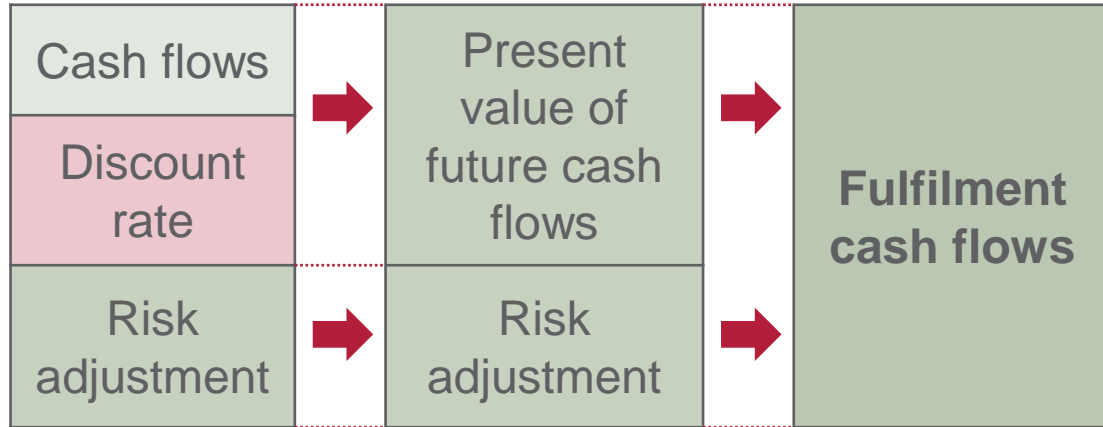 Cash flows
Discount
rate
Risk
adjustment
Present
value of
future cash
flows
Risk
adjustment
Fulfilment
cash flows